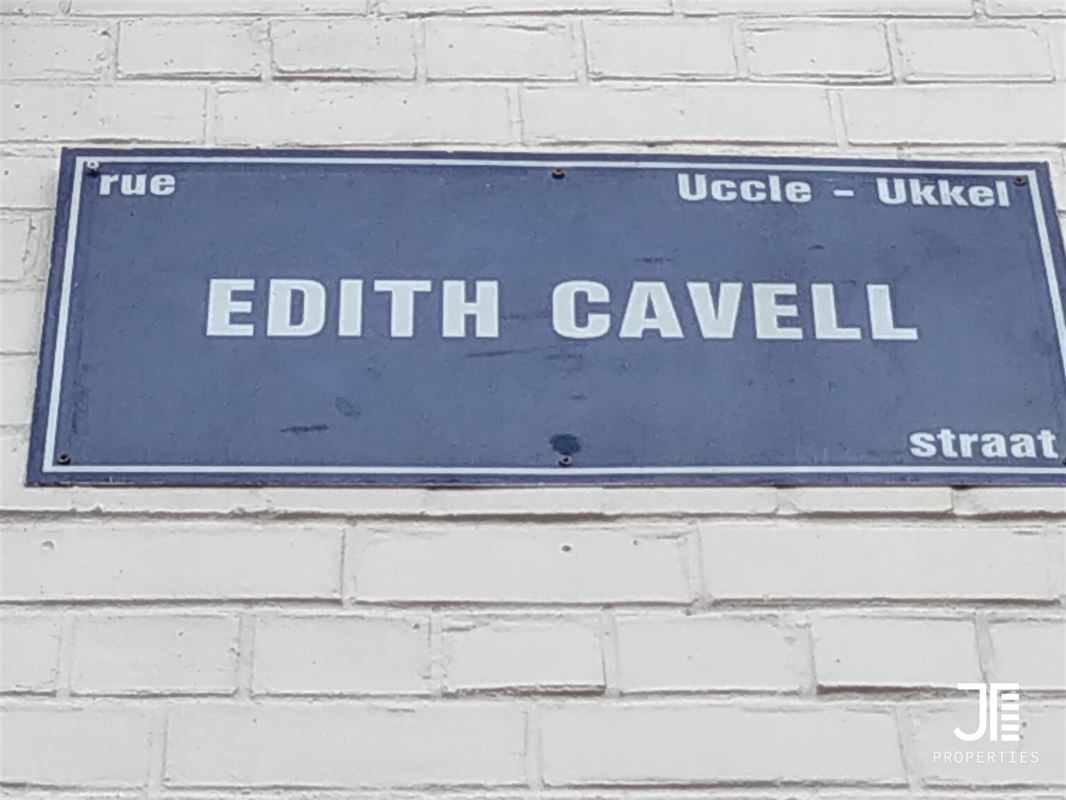 rue Uccle - Ukkel
EDITH CAVELL
straat
JT
PROPERTIES